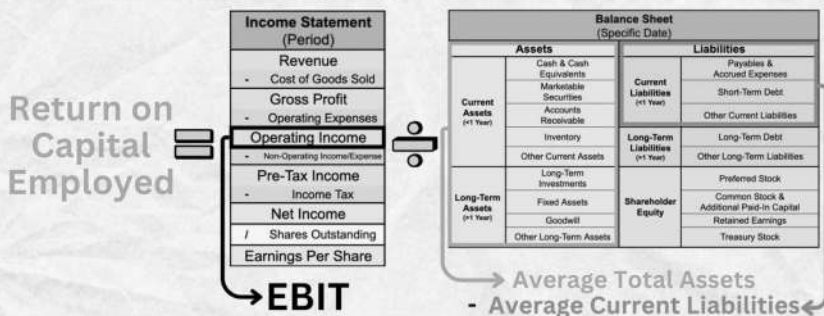 Return on
Capital
Employed
=
Income Statement
(Period)
Revenue
- Cost of Goods Sold
Gross Profit
- Operating Expenses
Operating Income
- Non-Operating Income/Expense
Pre-Tax Income
- Income Tax
Net Income
/ Shares Outstanding
Earnings Per Share
EBIT
÷
Balance Sheet
(Specific Date)
Assets
Current
Assets
(<1 Year)
Cash & Cash
Equivalents
Marketable
Securities
Accounts
Receivable
Inventory
Other Current Assets
Long-Term
Assets
(>1 Year)
Long-Term
Investments
Fixed Assets
Goodwill
Other Long-Term Assets
Liabilities
Current
Liabilities
(<1 Year)
Payables &
Accrued Expenses
Short-Term Debt
Other Current Liabilities
Long-Term
Liabilities
(>1 Year)
Long-Term Debt
Other Long-Term Liabilities
Shareholder
Equity
Preferred Stock
Common Stock &
Additional Paid-In Capital
Retained Earnings
Treasury Stock
Average Total Assets
- Average Current Liabilities